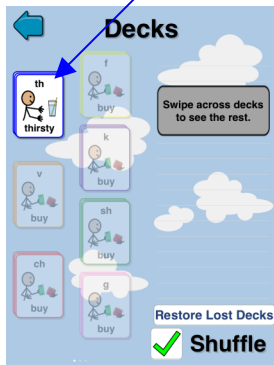 Decks
th
thirsty
f
buy
Swipe across decks
to see the rest.
k
buy
v
buy
sh
buy
ch
buy
g
buy
Restore Lost Decks
Shuffle